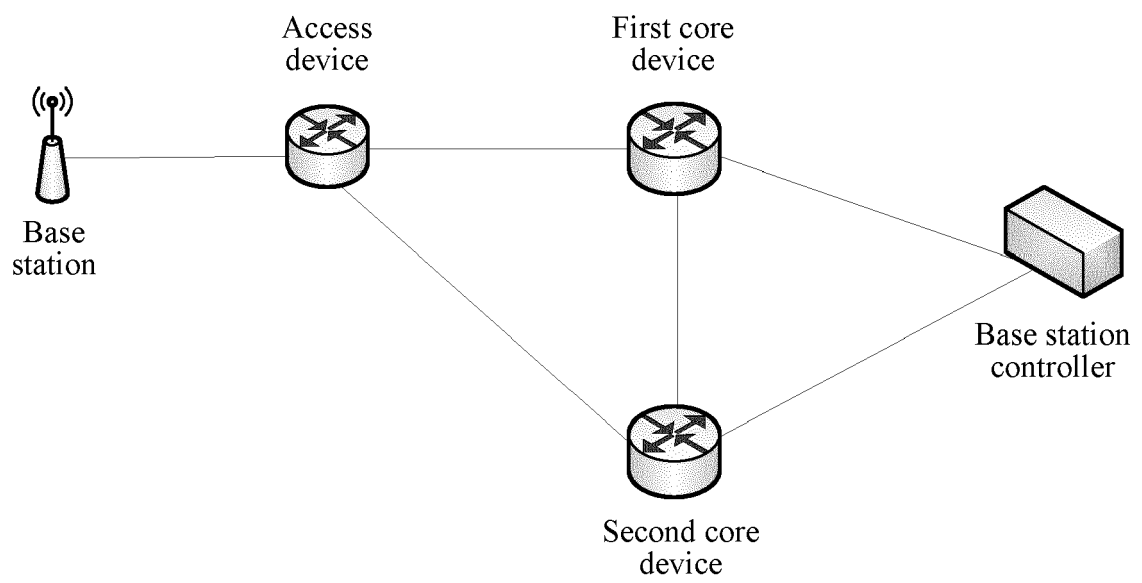 Access
device
First core
device
Base
station
Base station
controller
Second core
device